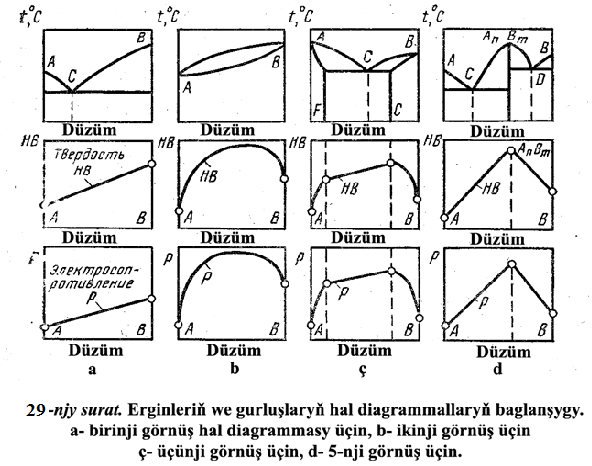 t,°C t,°C t,°C t,°C
A C B
A B
A C B F C
A C Aₙ Bₘ B D
Düzüm Düzüm Düzüm Düzüm
HB HB HB HB
Твердость
HB
A B
HB
A B
HB
A B
HB AₙBₘ
A B
Düzüm Düzüm Düzüm Düzüm
ρ ρ ρ
Электросоп-
ротивление
ρ
A B
ρ
A B
ρ
A B
ρ
A B
Düzüm Düzüm Düzüm Düzüm
a b ç d
29 -njy surat. Erginleriň we gurluşlaryň hal diagrammallaryň baglanşygy.
a- birinji görnüş hal diagrammasy üçin, b- ikinji görnüş üçin
ç- üçünji görnüş üçin, d- 5-nji görnüş üçin.